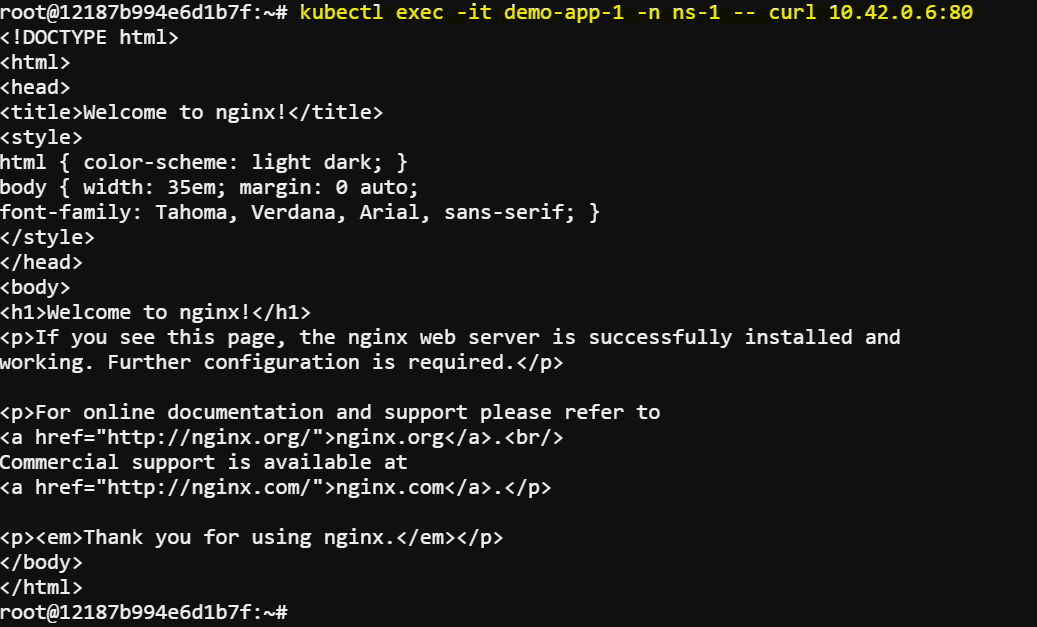 root@12187b994e6d1b7f:~# kubectl exec -it demo-app-1 -n ns-1 -- curl 10.42.0.6:80
<!DOCTYPE html>
<html>
<head>
<title>Welcome to nginx!</title>
<style>
html { color-scheme: light dark; }
body { width: 35em; margin: 0 auto;
font-family: Tahoma, Verdana, Arial, sans-serif; }
</style>
</head>
<body>
<h1>Welcome to nginx!</h1>
<p>If you see this page, the nginx web server is successfully installed and
working. Further configuration is required.</p>

<p>For online documentation and support please refer to
<a href="http://nginx.org/">nginx.org</a>.<br/>
Commercial support is available at
<a href="http://nginx.com/">nginx.com</a>.</p>

<p><em>Thank you for using nginx.</em></p>
</body>
</html>
root@12187b994e6d1b7f:~#